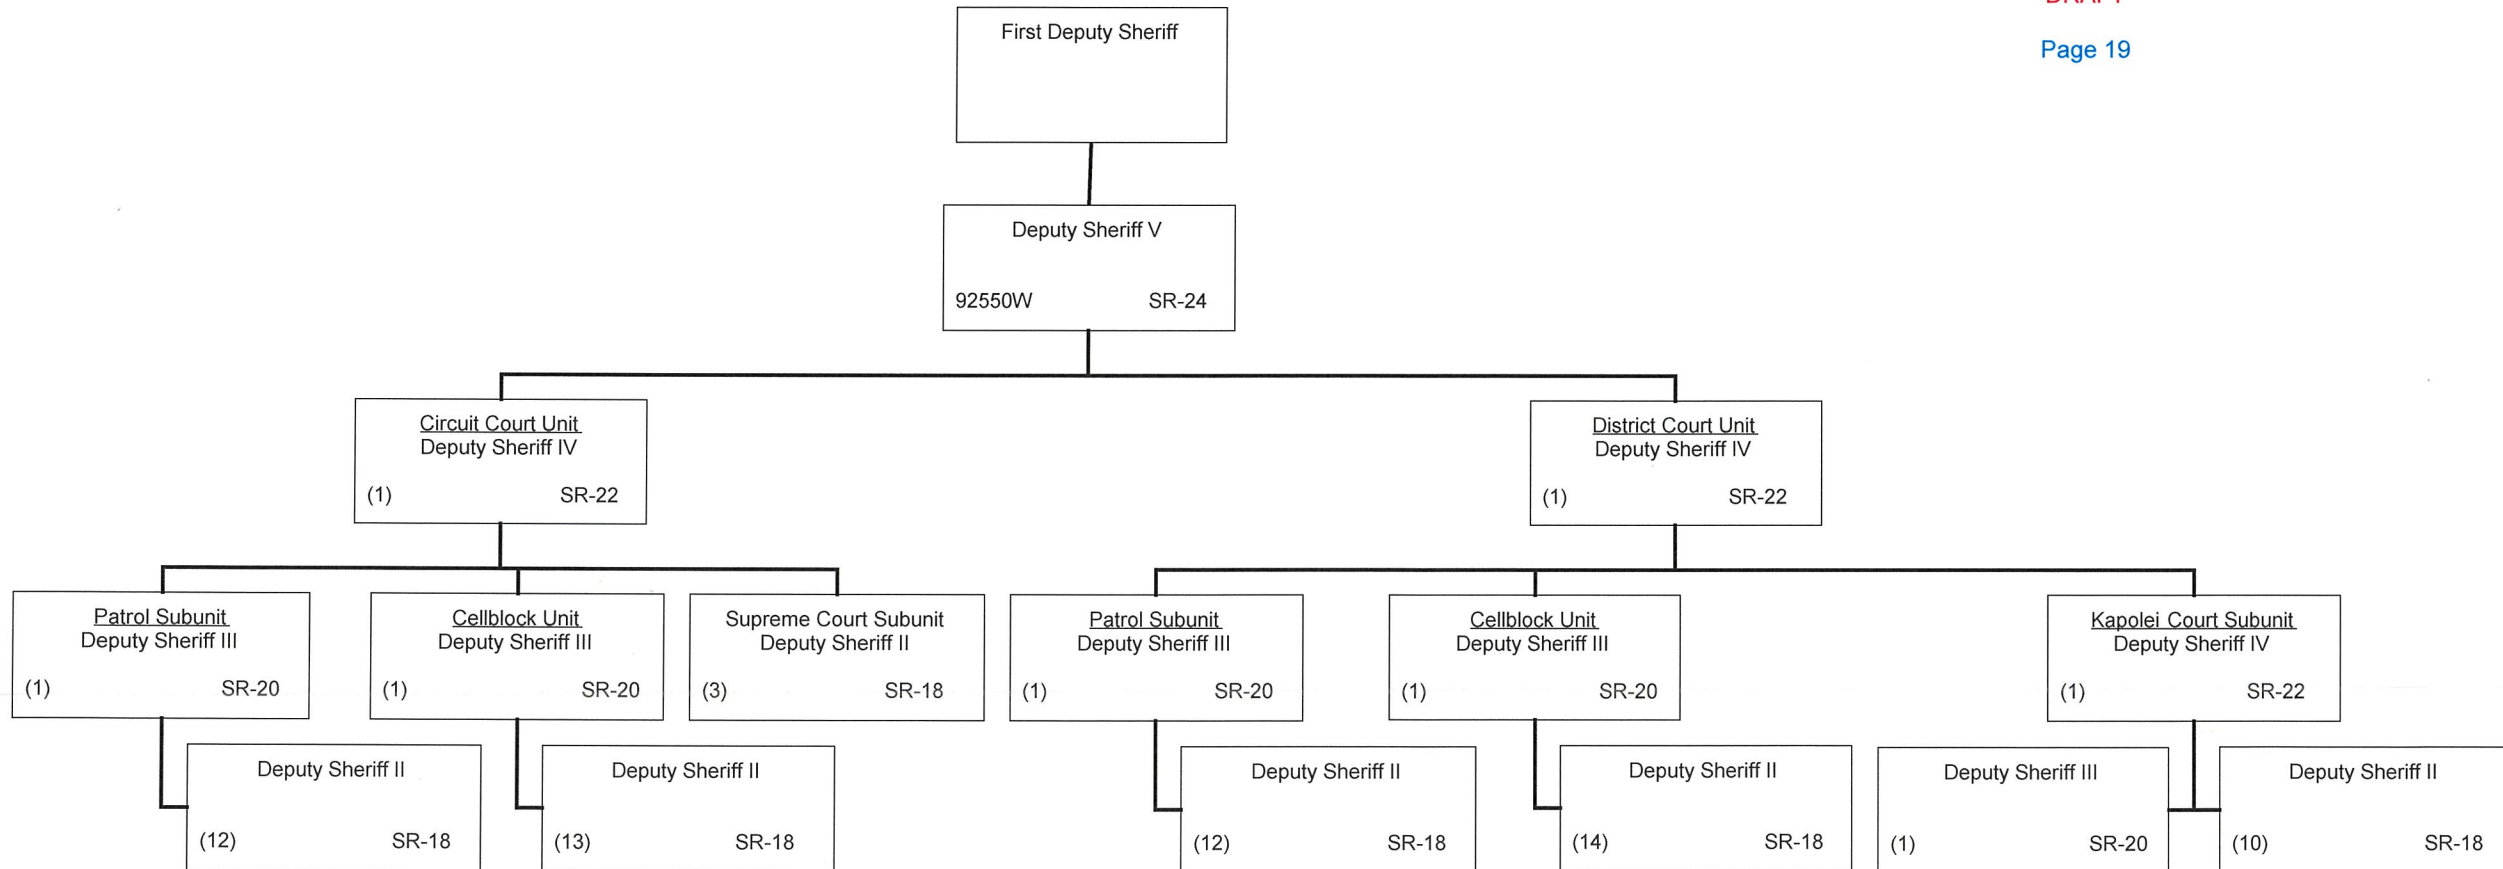 Page 19
First Deputy Sheriff
Deputy Sheriff V
92550W SR-24
Circuit Court Unit
Deputy Sheriff IV
(1) SR-22
District Court Unit
Deputy Sheriff IV
(1) SR-22
Patrol Subunit
Deputy Sheriff III
(1) SR-20
Cellblock Unit
Deputy Sheriff III
(1) SR-20
Supreme Court Subunit
Deputy Sheriff II
(3) SR-18
Patrol Subunit
Deputy Sheriff III
(1) SR-20
Cellblock Unit
Deputy Sheriff III
(1) SR-20
Kapolei Court Subunit
Deputy Sheriff IV
(1) SR-22
Deputy Sheriff II
(12) SR-18
Deputy Sheriff II
(13) SR-18
Deputy Sheriff II
(12) SR-18
Deputy Sheriff II
(14) SR-18
Deputy Sheriff III
(1) SR-20
Deputy Sheriff II
(10) SR-18